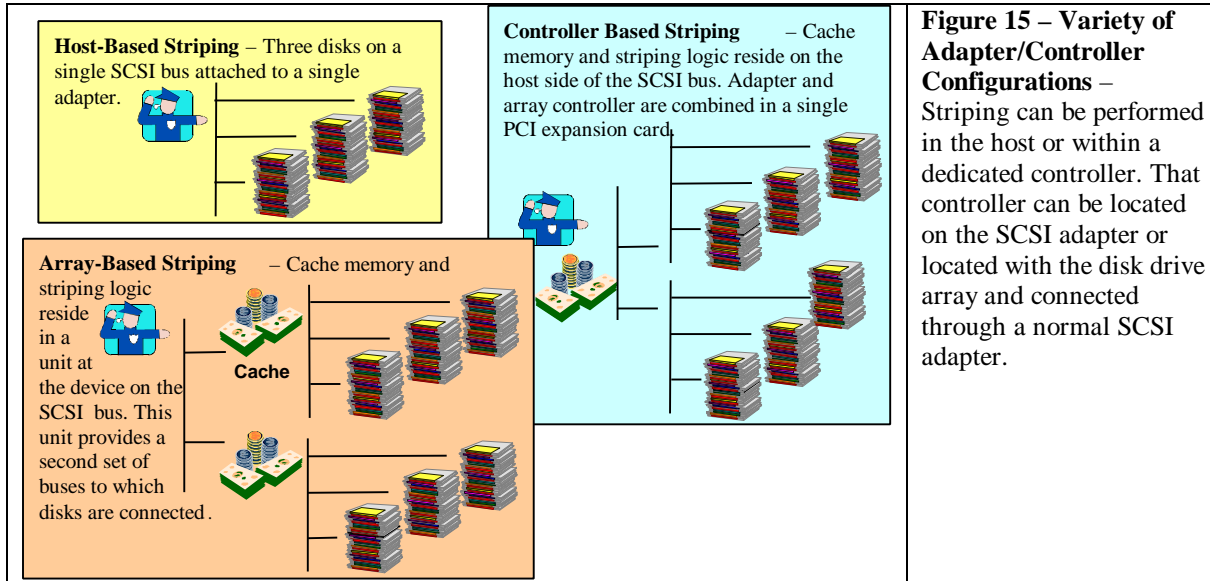 Host-Based Striping – Three disks on a
single SCSI bus attached to a single
adapter.
Controller Based Striping – Cache
memory and striping logic reside on the
host side of the SCSI bus. Adapter and
array controller are combined in a single
PCI expansion card.
Array-Based Striping – Cache memory and
striping logic
reside
in a
unit at
the device on the
SCSI bus. This
unit provides a
second set of
buses to which
disks are connected.
Cache
Figure 15 – Variety of
Adapter/Controller
Configurations –
Striping can be performed
in the host or within a
dedicated controller. That
controller can be located
on the SCSI adapter or
located with the disk drive
array and connected
through a normal SCSI
adapter.